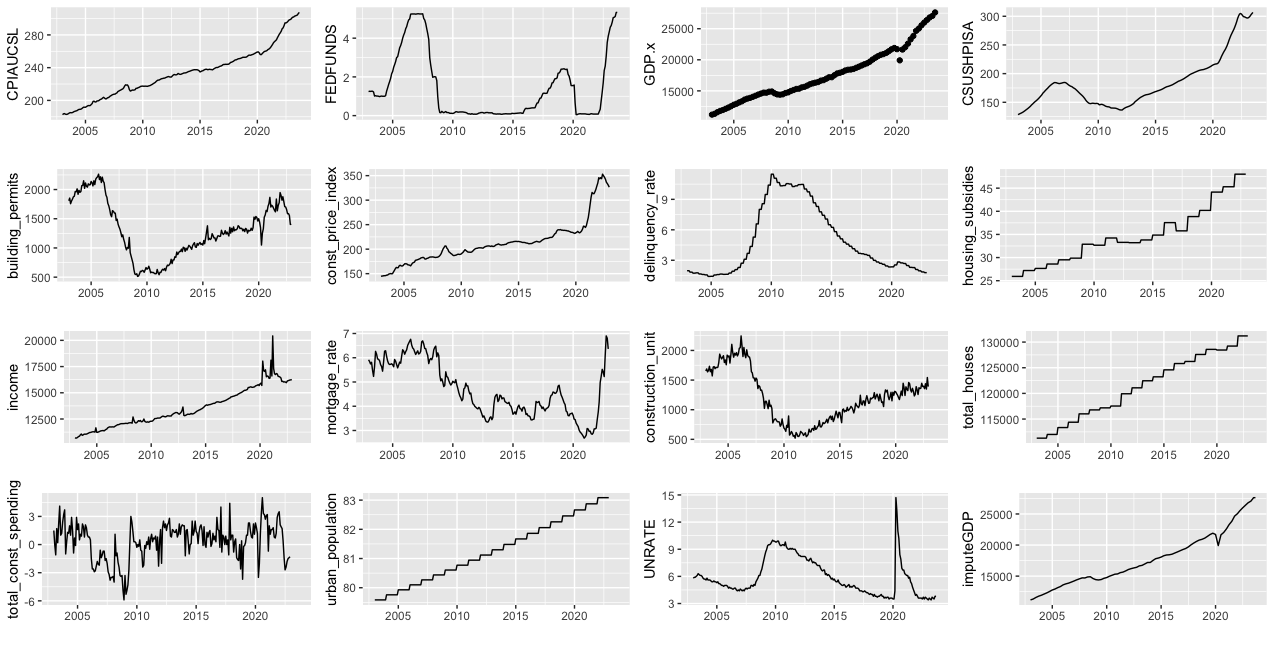 CPIAUCSL
280
240
200
2005 2010 2015 2020
FEDFUNDS
4
2
0
2005 2010 2015 2020
GDP.x
25000
20000
15000
2005 2010 2015 2020
CSUSHPISA
300
250
200
150
2005 2010 2015 2020
building_permits
2000
1500
1000
500
2005 2010 2015 2020
const_price_index
350
300
250
200
150
2005 2010 2015 2020
delinquency_rate
9
6
3
2005 2010 2015 2020
housing_subsidies
45
40
35
30
25
2005 2010 2015 2020
income
20000
17500
15000
12500
2005 2010 2015 2020
mortgage_rate
7
6
5
4
3
2005 2010 2015 2020
construction_unit
2000
1500
1000
500
2005 2010 2015 2020
total_houses
130000
125000
120000
115000
2005 2010 2015 2020
total_const_spending
3
0
-3
-6
2005 2010 2015 2020
urban_population
83
82
81
80
2005 2010 2015 2020
UNRATE
15
12
9
6
3
2005 2010 2015 2020
imputeGDP
25000
20000
15000
2005 2010 2015 2020